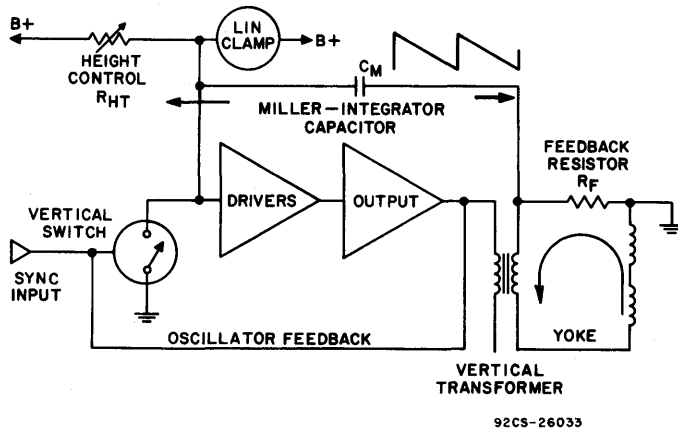 B+
LIN
CLAMP
B+
HEIGHT
CONTROL
RHT
CM
MILLER–INTEGRATOR
CAPACITOR
FEEDBACK
RESISTOR
RF
DRIVERS
OUTPUT
VERTICAL
SWITCH
SYNC
INPUT
OSCILLATOR FEEDBACK
YOKE
VERTICAL
TRANSFORMER
92CS-26033